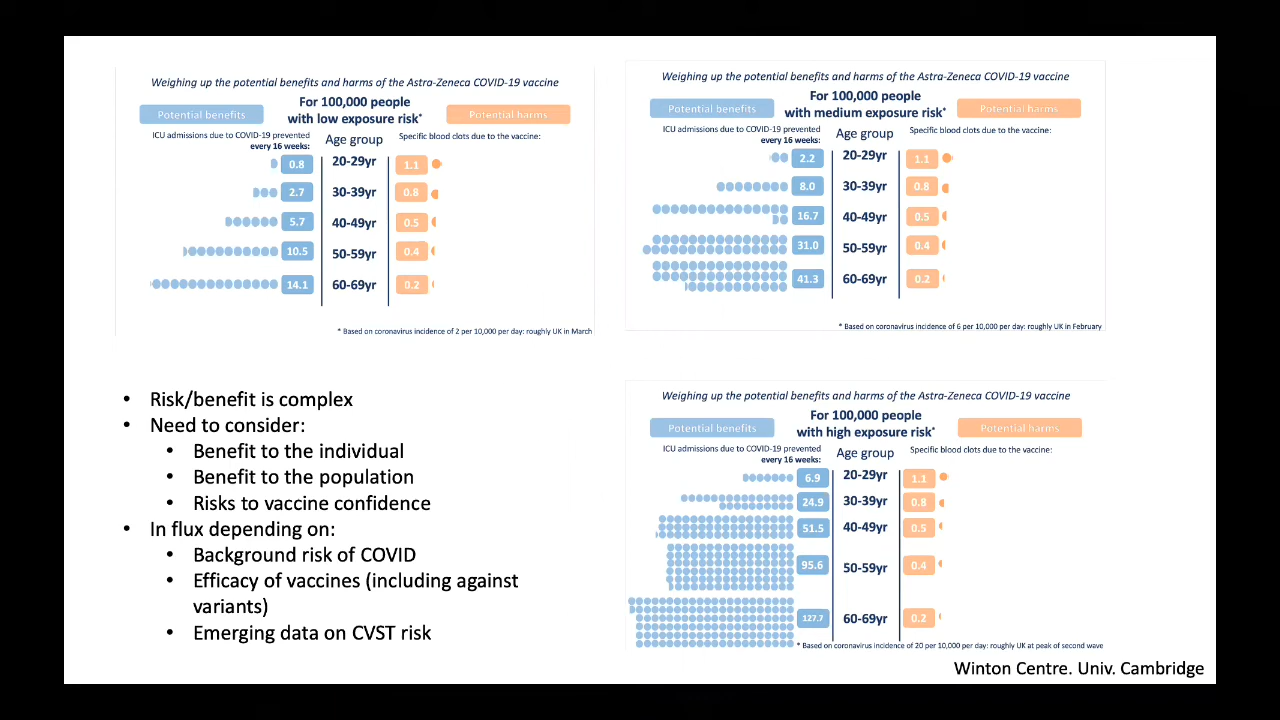 Weighing up the potential benefits and harms of the Astra-Zeneca COVID-19 vaccine
Potential benefits
For 100,000 people
with low exposure risk*
Potential harms
ICU admissions due to COVID-19 prevented
every 16 weeks:
Age group
Specific blood clots due to the vaccine:
0.8 20-29yr 1.1
2.7 30-39yr 0.8
5.7 40-49yr 0.5
10.5 50-59yr 0.4
14.1 60-69yr 0.2
* Based on coronavirus incidence of 2 per 10,000 per day: roughly UK in March
Weighing up the potential benefits and harms of the Astra-Zeneca COVID-19 vaccine
Potential benefits
For 100,000 people
with medium exposure risk*
Potential harms
ICU admissions due to COVID-19 prevented
every 16 weeks:
Age group
Specific blood clots due to the vaccine:
2.2 20-29yr 1.1
8.0 30-39yr 0.8
16.7 40-49yr 0.5
31.0 50-59yr 0.4
41.3 60-69yr 0.2
* Based on coronavirus incidence of 6 per 10,000 per day: roughly UK in February
• Risk/benefit is complex
• Need to consider:
• Benefit to the individual
• Benefit to the population
• Risks to vaccine confidence
• In flux depending on:
• Background risk of COVID
• Efficacy of vaccines (including against
variants)
• Emerging data on CVST risk
Weighing up the potential benefits and harms of the Astra-Zeneca COVID-19 vaccine
Potential benefits
For 100,000 people
with high exposure risk*
Potential harms
ICU admissions due to COVID-19 prevented
every 16 weeks:
Age group
Specific blood clots due to the vaccine:
6.9 20-29yr 1.1
24.9 30-39yr 0.8
51.5 40-49yr 0.5
95.6 50-59yr 0.4
127.7 60-69yr 0.2
* Based on coronavirus incidence of 20 per 10,000 per day: roughly UK at peak of second wave
Winton Centre. Univ. Cambridge